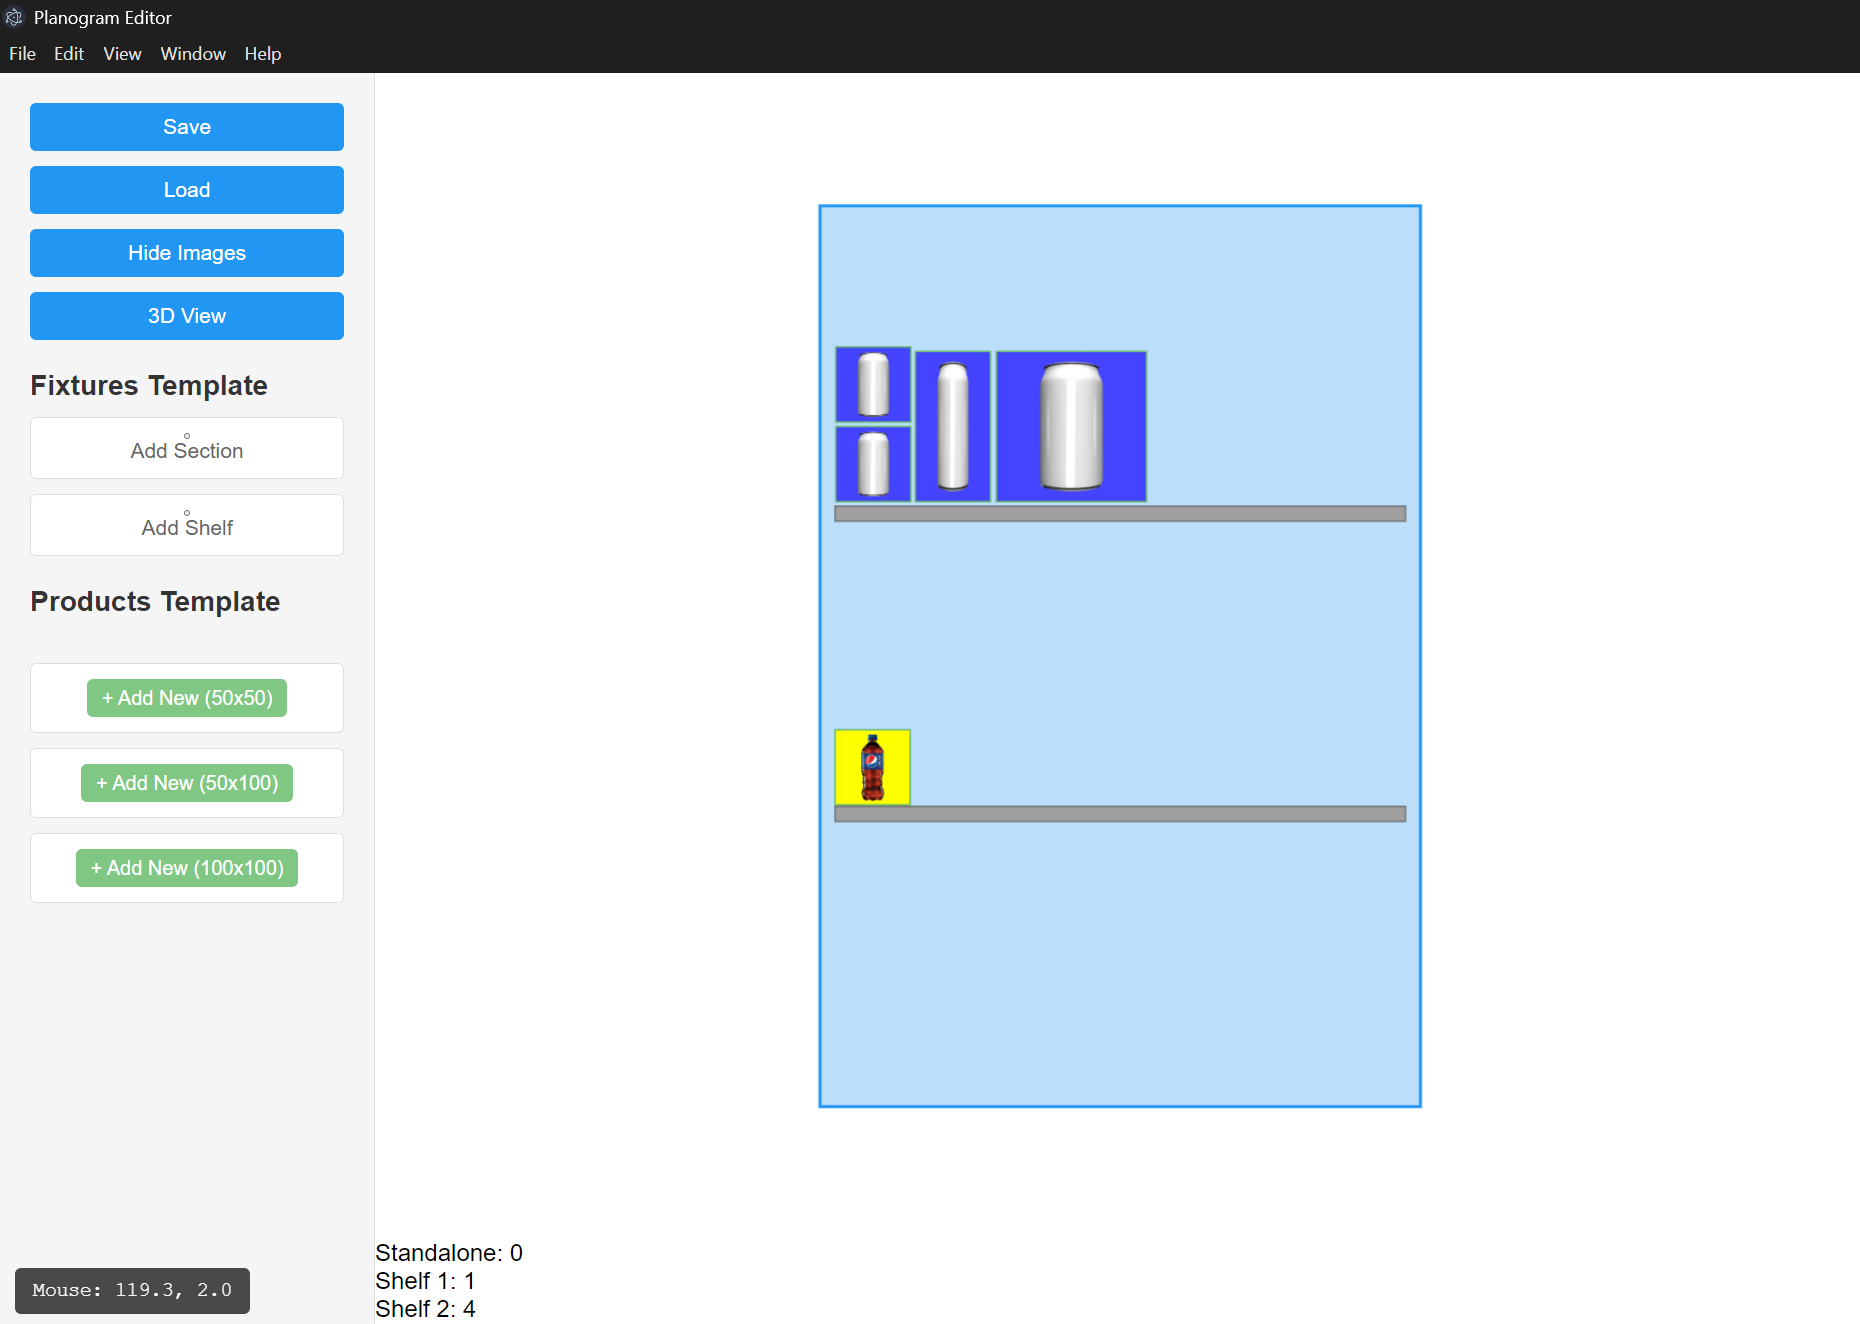 Planogram Editor
File Edit View Window Help
Save
Load
Hide Images
3D View
Fixtures Template
Add Section
Add Shelf
Products Template
+ Add New (50x50)
+ Add New (50x100)
+ Add New (100x100)
Standalone: 0
Shelf 1: 1
Shelf 2: 4
Mouse: 119.3, 2.0